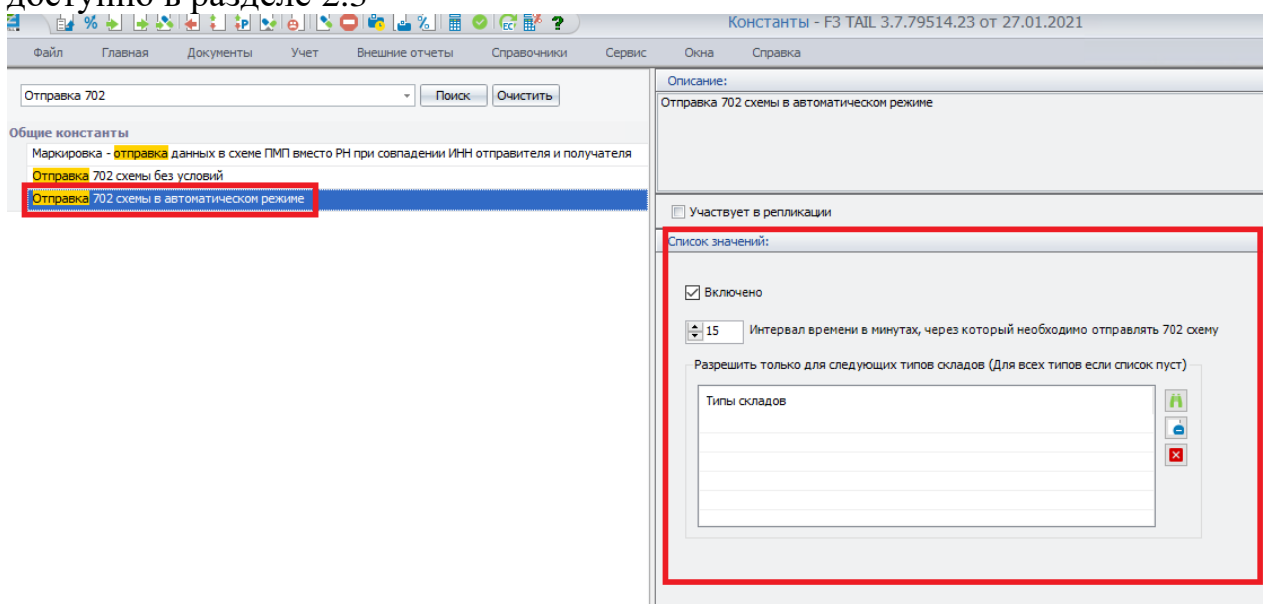 доступно в разделе 2.3
Константы - F3 TAIL 3.7.79514.23 от 27.01.2021
Файл Главная Документы Учет Внешние отчеты Справочники Сервис Окна Справка
Отправка 702 Поиск Очистить
Общие константы
Маркировка - отправка данных в схеме ПМП вместо РН при совпадении ИНН отправителя и получателя
Отправка 702 схемы без условий
Отправка 702 схемы в автоматическом режиме
Описание:
Отправка 702 схемы в автоматическом режиме
Участвует в репликации
Список значений:
Включено
15 Интервал времени в минутах, через который необходимо отправлять 702 схему
Разрешить только для следующих типов складов (Для всех типов если список пуст)
Типы складов